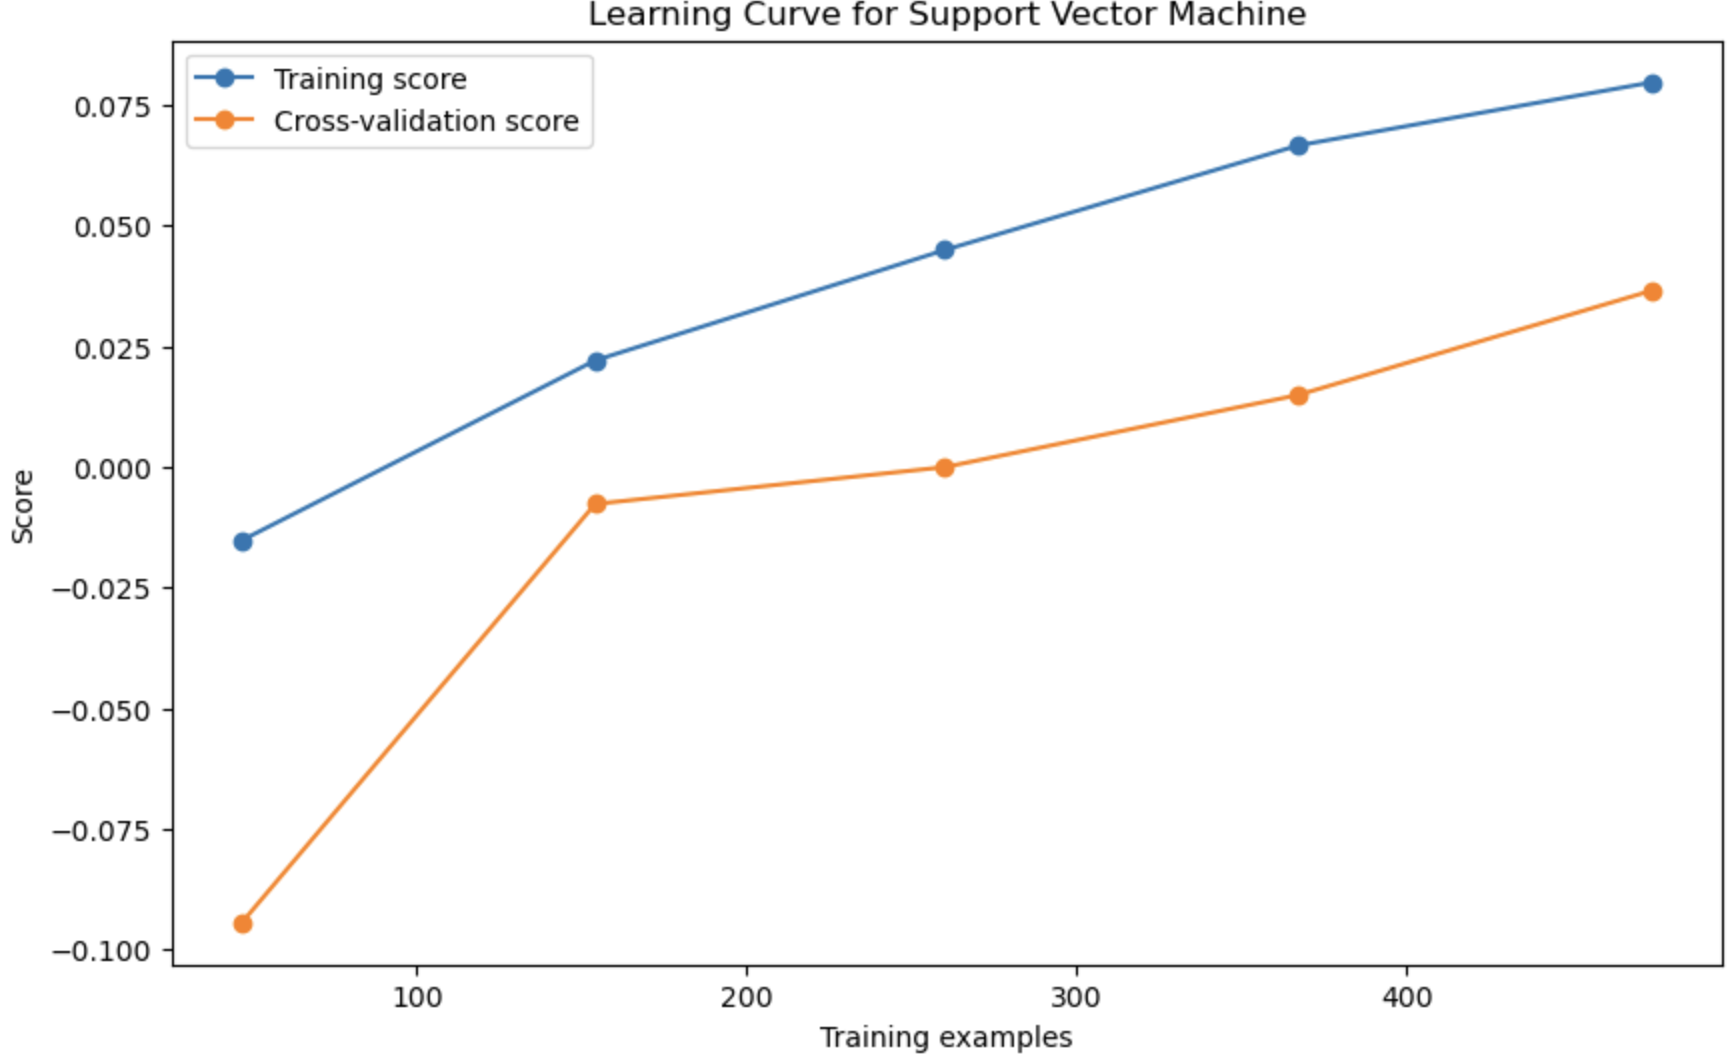 Learning Curve for Support Vector Machine
Training score
Cross-validation score
0.075
0.050
0.025
0.000
−0.025
−0.050
−0.075
−0.100
Score
100 200 300 400
Training examples